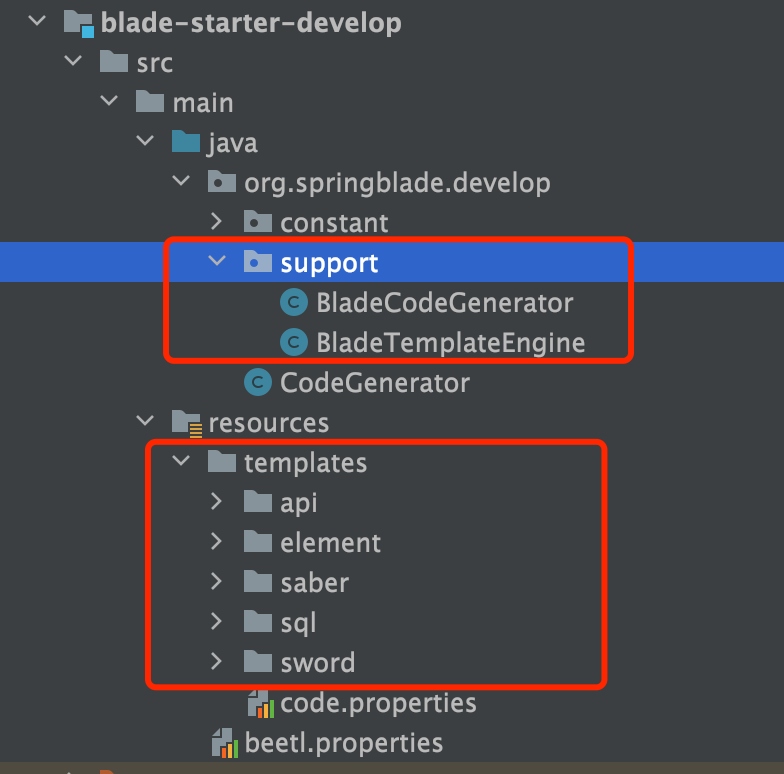 blade-starter-develop
src
main
java
org.springblade.develop
constant
support
BladeCodeGenerator
BladeTemplateEngine
CodeGenerator
resources
templates
api
element
saber
sql
sword
code.properties
beetl.properties